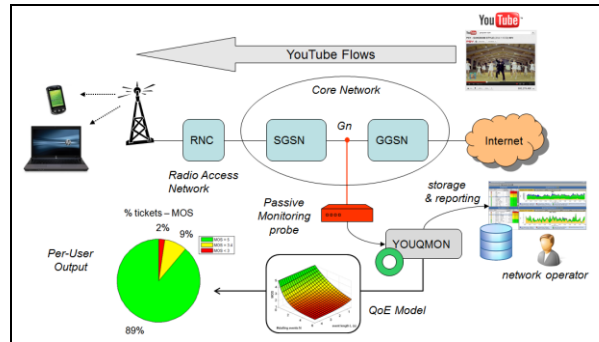 YouTube
YouTube Flows
Core Network
Gn
RNC
SGSN
GGSN
Internet
Radio Access
Network
Passive
Monitoring
probe
storage
& reporting
YOUQMON
network operator
% tickets – MOS
2%
9%
Per-User
Output
89%
QoE Model